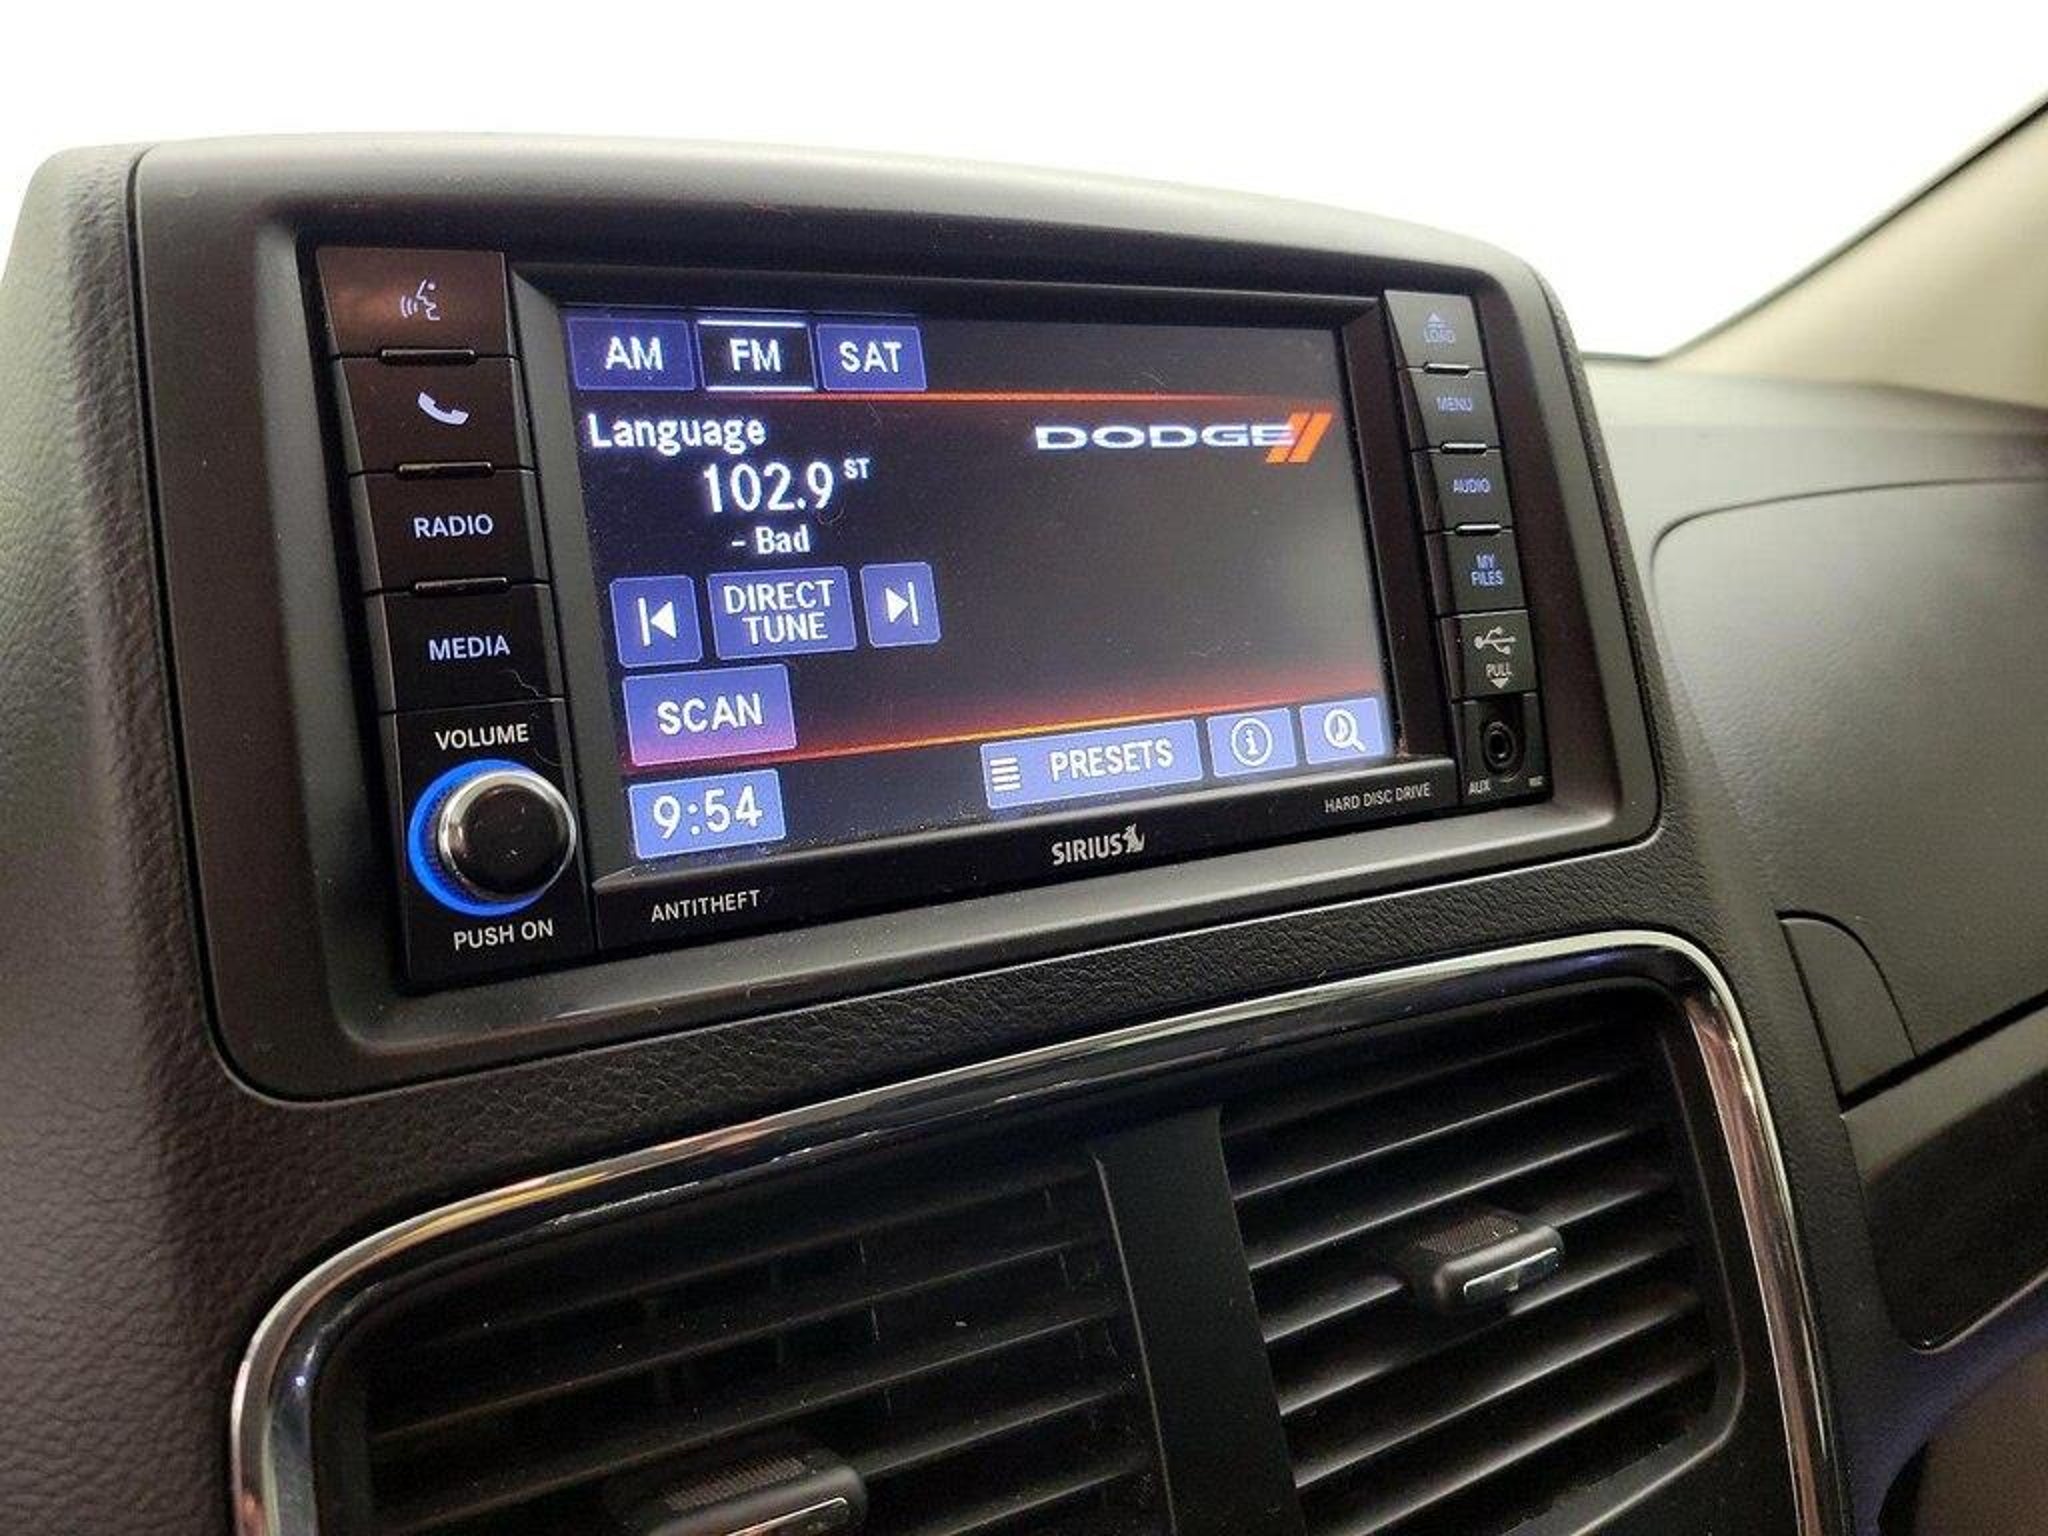 AM FM SAT
Language
DODGE
102.9 ST
- Bad
DIRECT
TUNE
SCAN
9:54
PRESETS
i
RADIO
MEDIA
VOLUME
PUSH ON
ANTITHEFT
SIRIUS
HARD DISC DRIVE
LOAD
MENU
AUDIO
MY
FILES
PULL
AUX